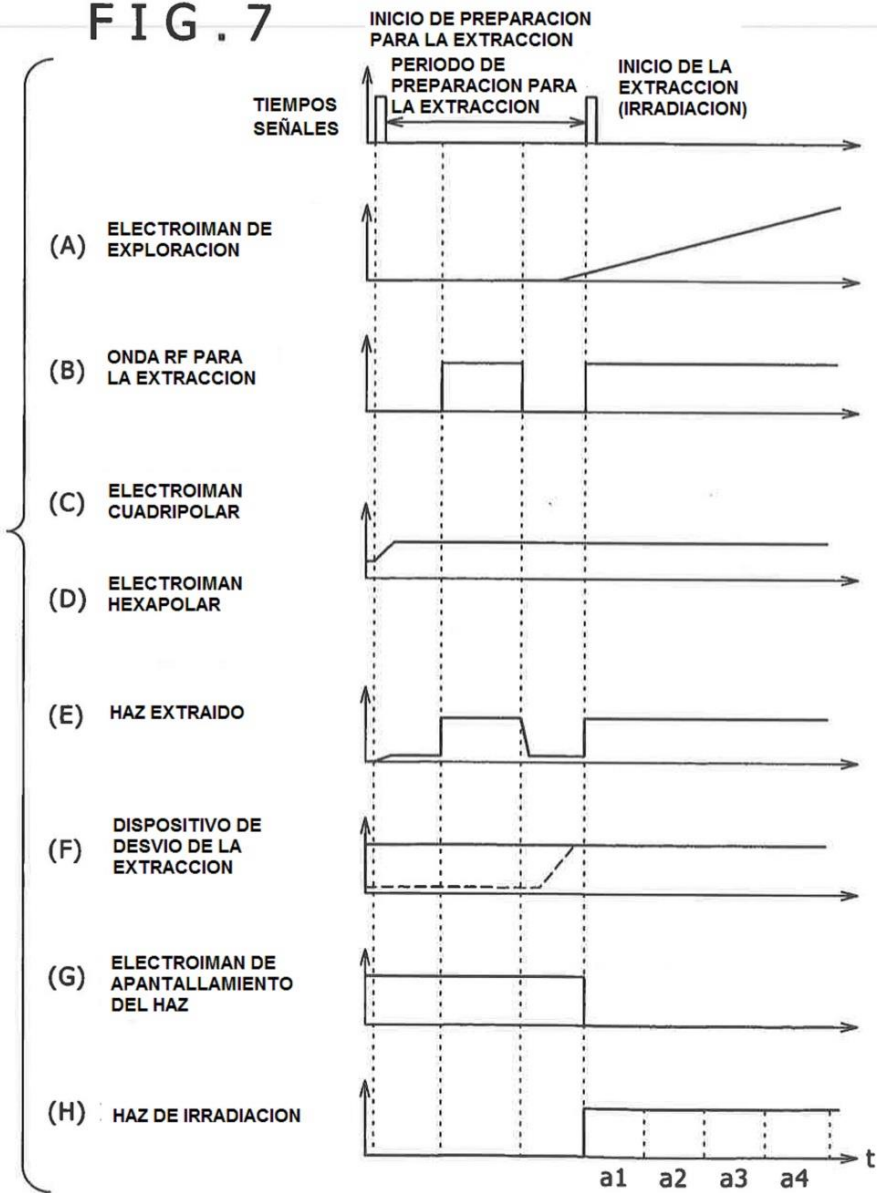 FIG.7
INICIO DE PREPARACION
PARA LA EXTRACCION
PERIODO DE
PREPARACION PARA
LA EXTRACCION
INICIO DE LA
EXTRACCION
(IRRADIACION)
TIEMPOS
SEÑALES
(A) ELECTROIMAN DE
EXPLORACION
(B) ONDA RF PARA
LA EXTRACCION
(C) ELECTROIMAN
CUADRIPOLAR
(D) ELECTROIMAN
HEXAPOLAR
(E) HAZ EXTRAIDO
(F) DISPOSITIVO DE
DESVIO DE LA
EXTRACCION
(G) ELECTROIMAN DE
APANTALLAMIENTO
DEL HAZ
(H) HAZ DE IRRADIACION
t
a1 a2 a3 a4